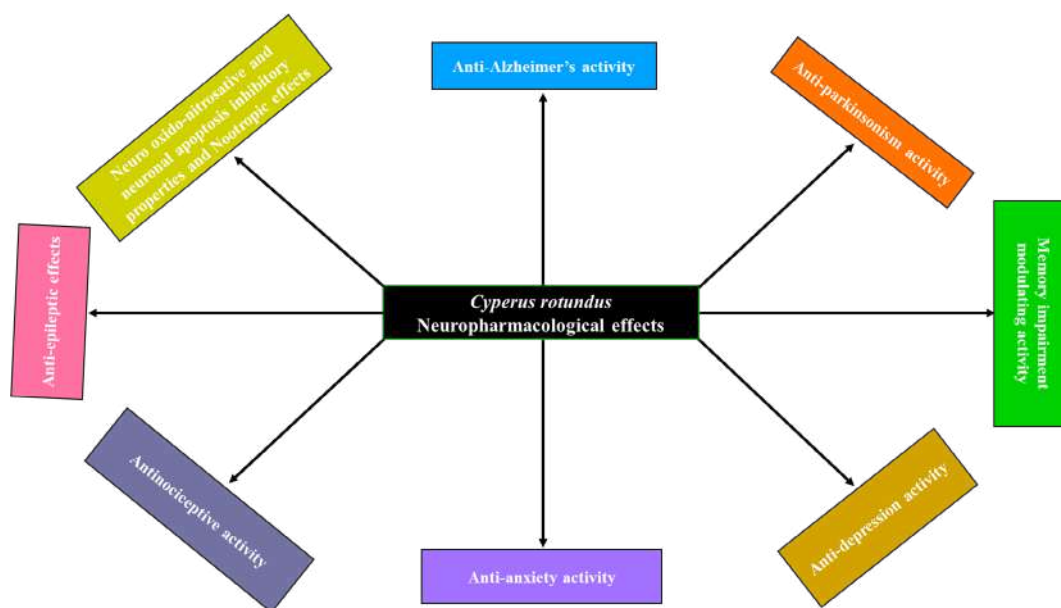 Neuro oxido-nitrosative and
neuronal apoptosis inhibitory
properties and Nootropic effects
Anti-Alzheimer's activity
Anti-parkinsonism activity
Anti-epileptic effects
Cyperus rotundus
Neuropharmacological effects
Memory impairment
modulating activity
Antinociceptive activity
Anti-anxiety activity
Anti-depression activity